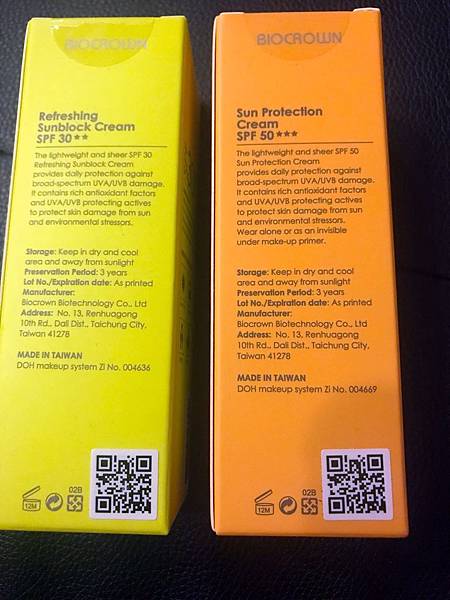 BIOCROWN
Refreshing
Sunblock Cream
SPF 30★★
The lightweight and sheer SPF 30
Refreshing Sunblock Cream
provides daily protection against
broad-spectrum UVA/UVB damage.
It contains rich antioxidant factors
and UVA/UVB protecting actives
to protect skin damage from sun
and environmental stressors.
Storage: Keep in dry and cool
area and away from sunlight
Preservation Period: 3 years
Lot No./Expiration date: As printed
Manufacturer:
Biocrown Biotechnology Co., Ltd
Address: No. 13, Renhuagong
10th Rd., Dali Dist., Taichung City,
Taiwan 41278
MADE IN TAIWAN
DOH makeup system Zi No. 004636
12M
02B
BIOCROWN
Sun Protection
Cream
SPF 50★★★
The lightweight and sheer SPF 50
Sun Protection Cream
provides daily protection against
broad-spectrum UVA/UVB damage.
It contains rich antioxidant factors
and UVA/UVB protecting actives
to protect skin damage from sun
and environmental stressors.
Wear alone or as an invisible
under make-up primer.
Storage: Keep in dry and cool
area and away from sunlight
Preservation Period: 3 years
Lot No./Expiration date: As printed
Manufacturer:
Biocrown Biotechnology Co., Ltd
Address: No. 13, Renhuagong
10th Rd., Dali Dist., Taichung City,
Taiwan 41278
MADE IN TAIWAN
DOH makeup system Zi No. 004669
12M
02B